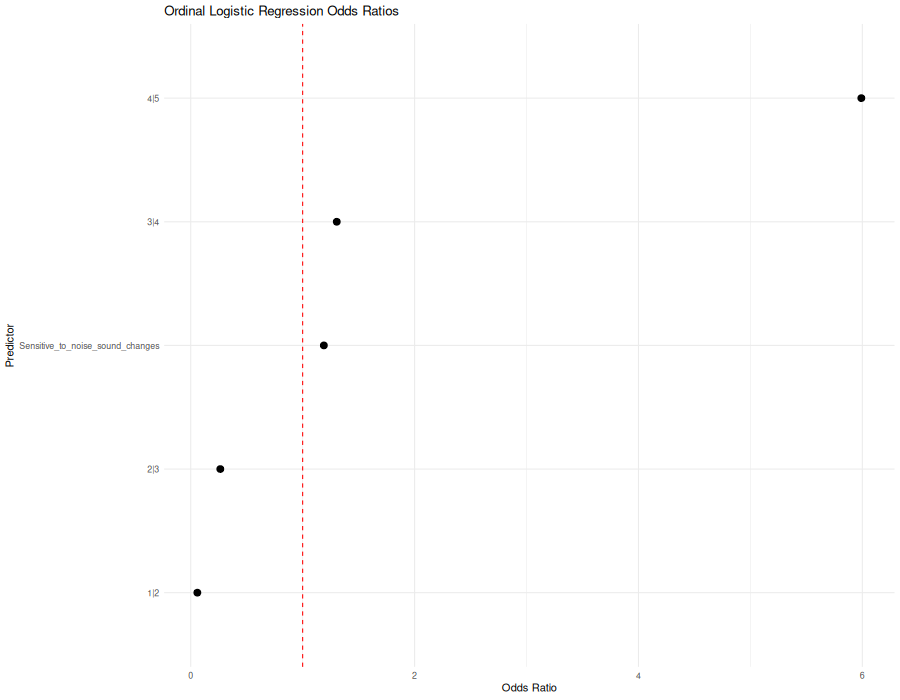 Ordinal Logistic Regression Odds Ratios
4|5
3|4
Sensitive_to_noise_sound_changes
2|3
1|2
Predictor
0 2 4 6
Odds Ratio